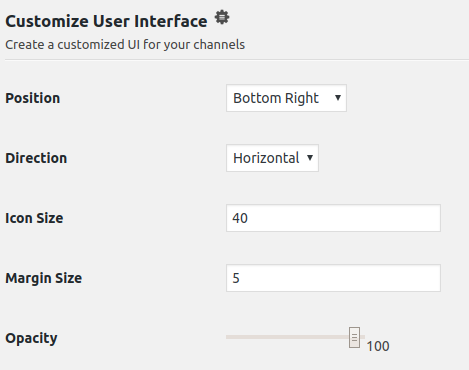 Customize User Interface
Create a customized UI for your channels
Position Bottom Right
Direction Horizontal
Icon Size 40
Margin Size 5
Opacity 100